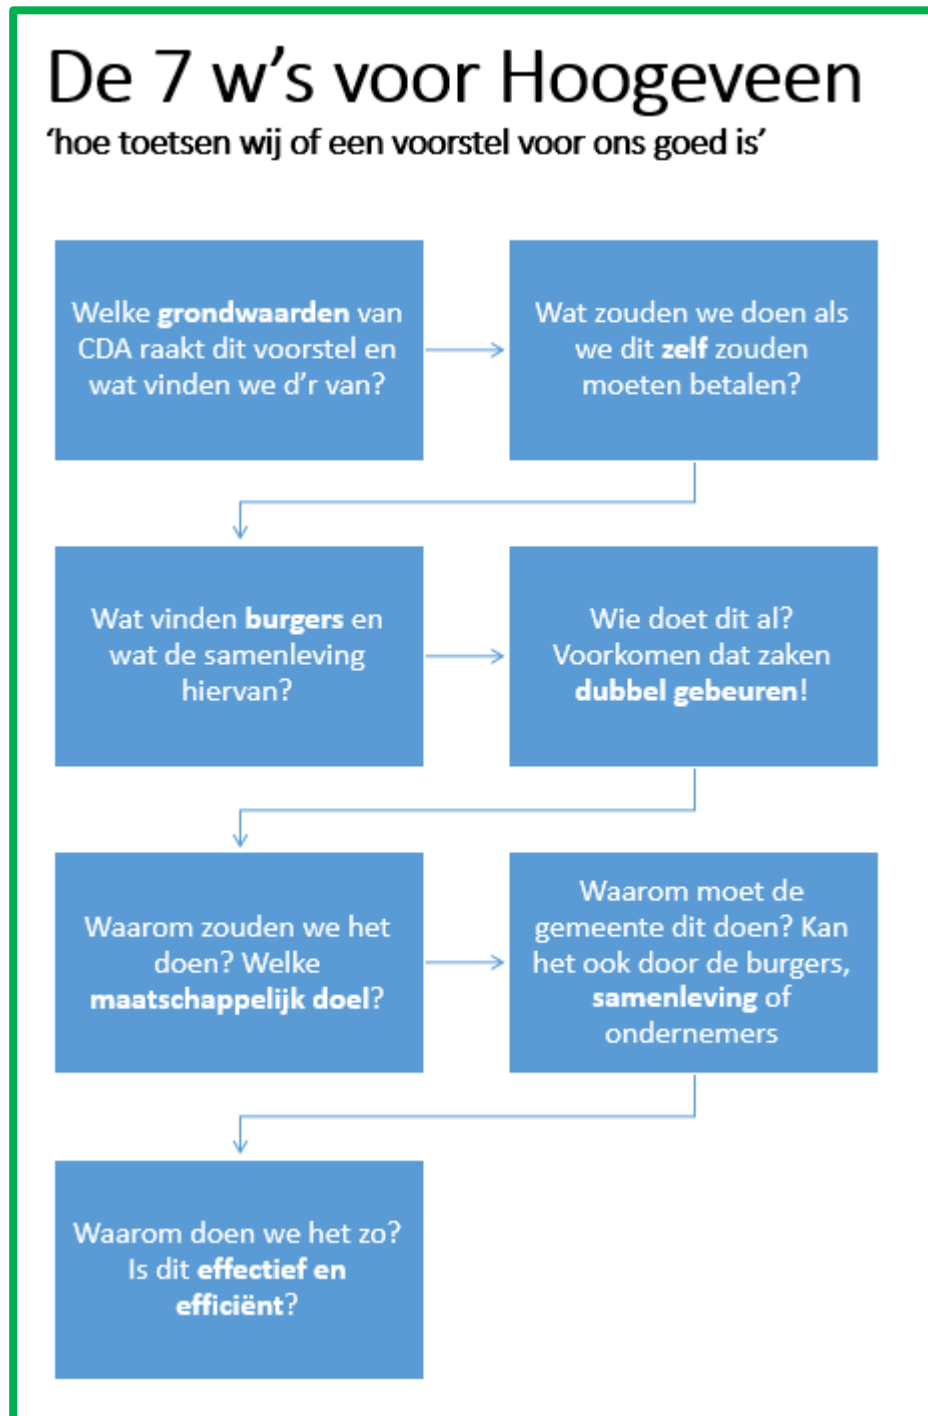 De 7 w’s voor Hoogeveen
‘hoe toetsen wij of een voorstel voor ons goed is’
Welke grondwaarden van
CDA raakt dit voorstel en
wat vinden we d’r van?
Wat zouden we doen als
we dit zelf zouden
moeten betalen?
Wat vinden burgers en
wat de samenleving
hiervan?
Wie doet dit al?
Voorkomen dat zaken
dubbel gebeuren!
Waarom zouden we het
doen? Welke
maatschappelijk doel?
Waarom moet de
gemeente dit doen? Kan
het ook door de burgers,
samenleving of
ondernemers
Waarom doen we het zo?
Is dit effectief en
efficiënt?